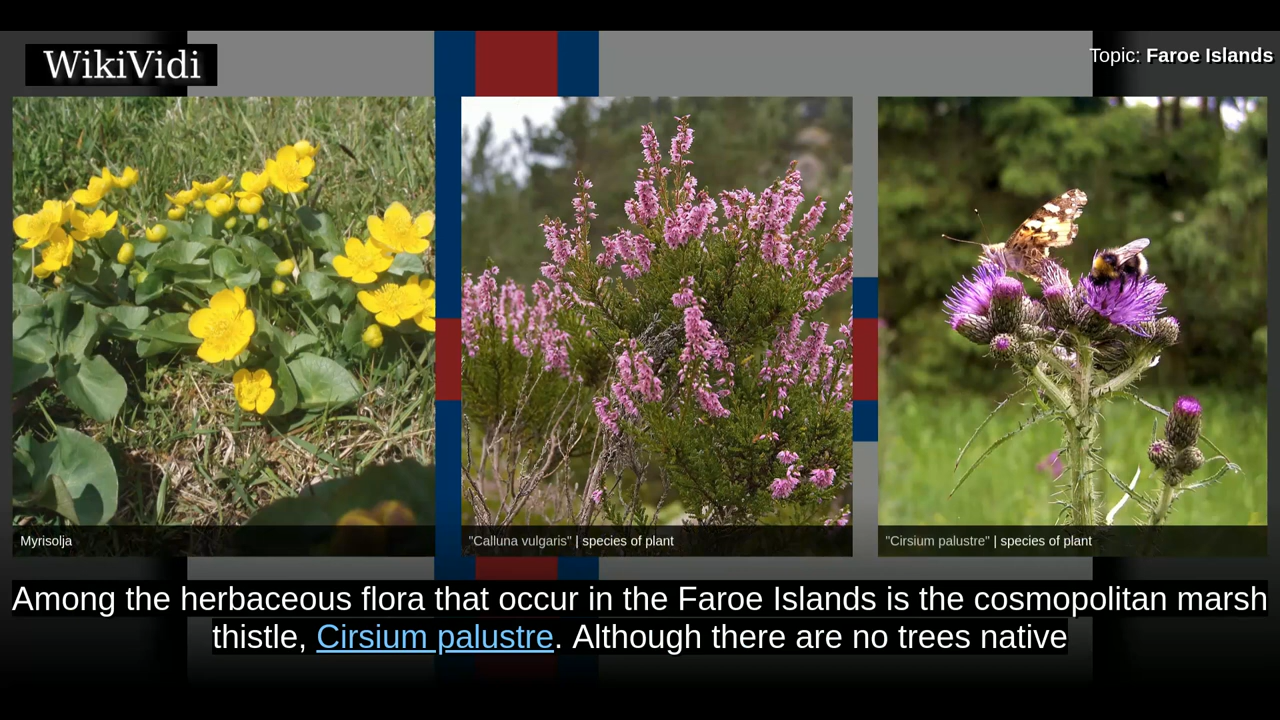 WikiVidi
Topic: Faroe Islands
Myrisolja
"Calluna vulgaris" | species of plant
"Cirsium palustre" | species of plant
Among the herbaceous flora that occur in the Faroe Islands is the cosmopolitan marsh
thistle, Cirsium palustre. Although there are no trees native